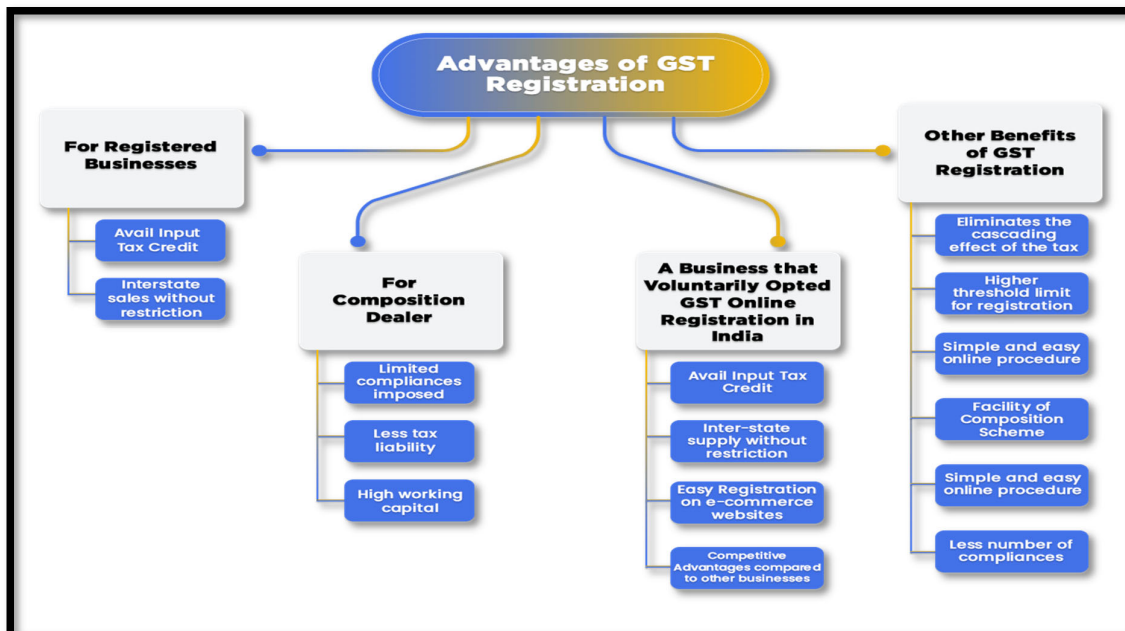 Advantages of GST
Registration
For Registered
Businesses
Avail Input
Tax Credit
Interstate
sales without
restriction
For
Composition
Dealer
Limited
compliances
imposed
Less tax
liability
High working
capital
A Business that
Voluntarily Opted
GST Online
Registration in
India
Avail Input Tax
Credit
Inter-state
supply without
restriction
Easy Registration
on e-commerce
websites
Competitive
Advantages compared
to other businesses
Other Benefits
of GST
Registration
Eliminates the
cascading
effect of the tax
Higher
threshold limit
for registration
Simple and easy
online procedure
Facility of
Composition
Scheme
Simple and easy
online procedure
Less number of
compliances